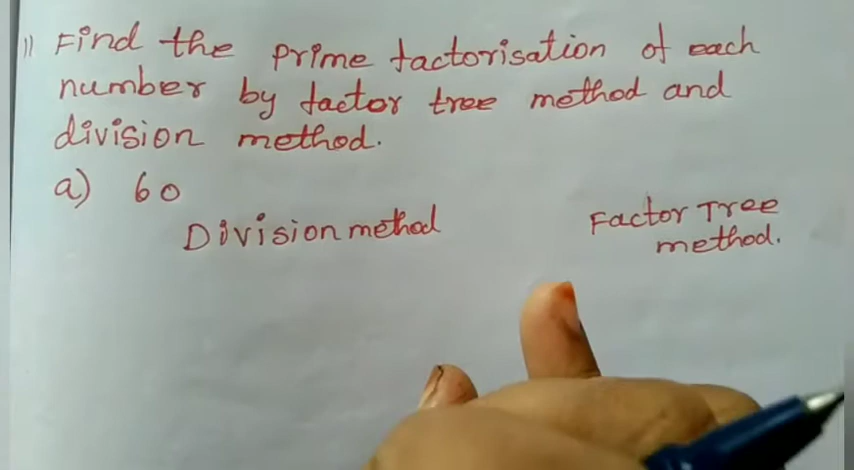 1) Find the prime factorisation of each
number by factor tree method and
division method.
a) 60
Division method
Factor Tree
method.